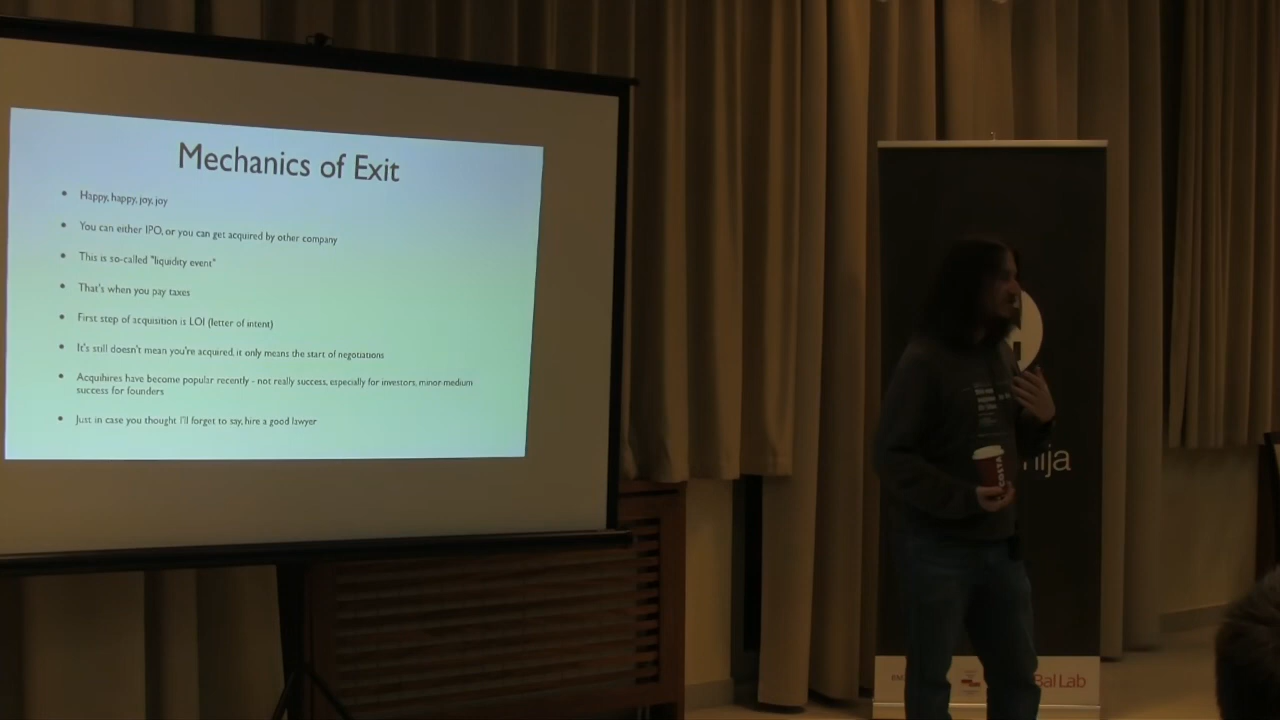 Mechanics of Exit
Happy, happy, joy, joy
You can either IPO, or you can get acquired by other company
This is so-called "liquidity event"
That's when you pay taxes
First step of acquisition is LOI (letter of intent)
It's still doesn't mean you're acquired, it only means the start of negotiations
Acquihires have become popular recently - not really success, especially for investors, minor-medium
success for founders
Just in case you thought I'll forget to say, hire a good lawyer
COSTA
nija
Bal Lab